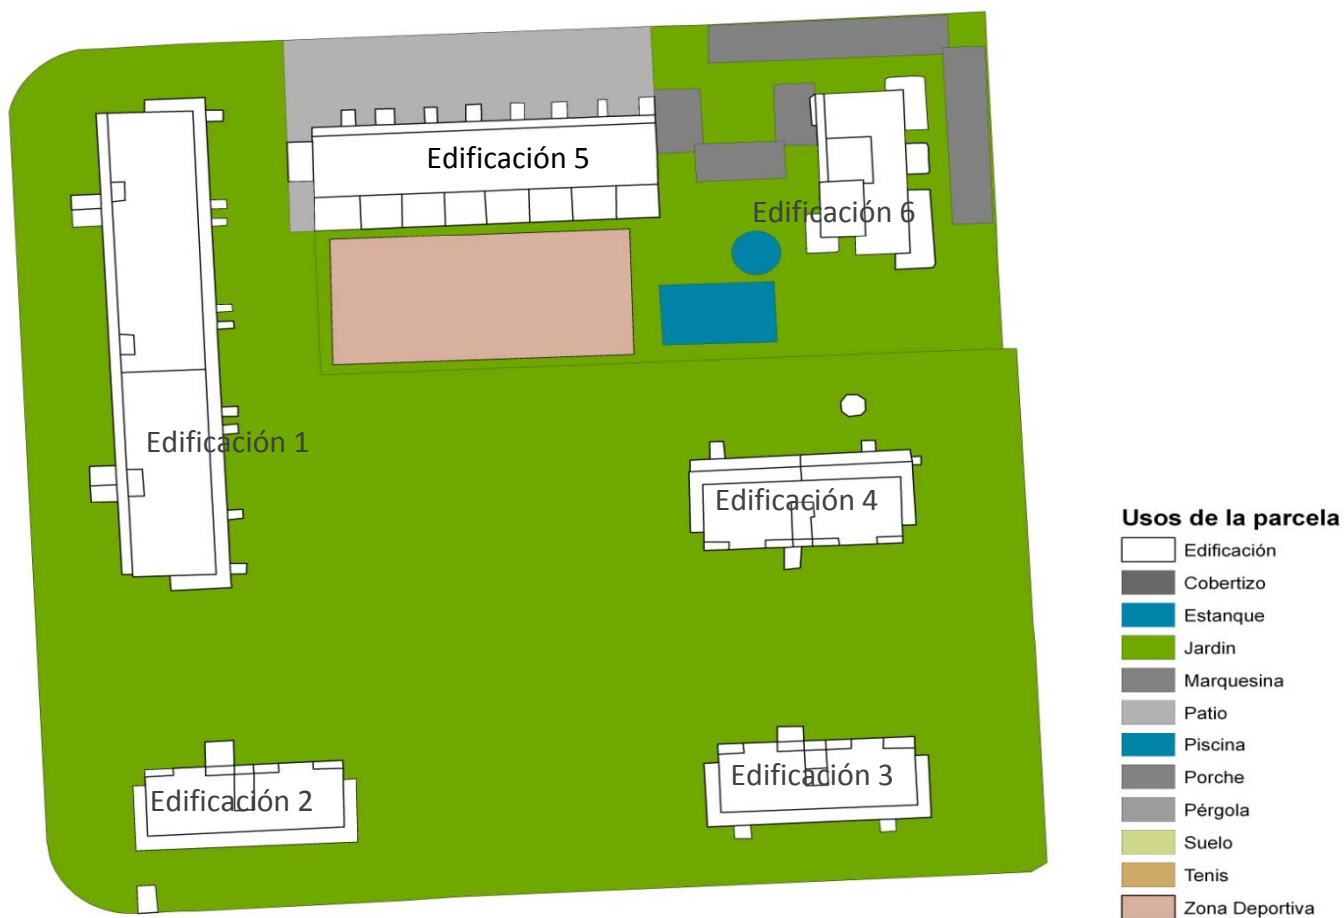 Edificación 5
Edificación 6
Edificación 1
Edificación 4
Edificación 3
Edificación 2
Usos de la parcela
Edificación
Cobertizo
Estanque
Jardin
Marquesina
Patio
Piscina
Porche
Pérgola
Suelo
Tenis
Zona Deportiva